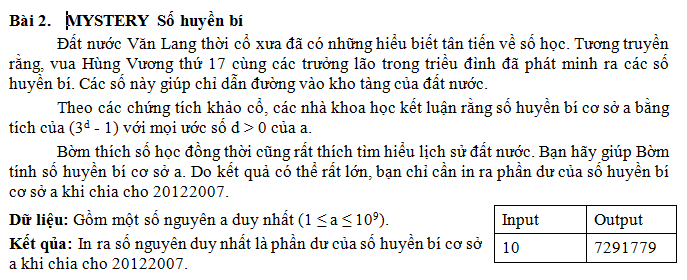 Bài 2. MYSTERY Số huyền bí
Đất nước Văn Lang thời cổ xưa đã có những hiểu biết tân tiến về số học. Tương truyền
rằng, vua Hùng Vương thứ 17 cùng các trưởng lão trong triều đình đã phát minh ra các số
huyền bí. Các số này giúp chỉ dẫn đường vào kho tàng của đất nước.
Theo các chứng tích khảo cổ, các nhà khoa học kết luận rằng số huyền bí cơ sở a bằng
tích của (3ᵈ - 1) với mọi ước số d > 0 của a.
Bờm thích số học đồng thời cũng rất thích tìm hiểu lịch sử đất nước. Bạn hãy giúp Bờm
tính số huyền bí cơ sở a. Do kết quả có thể rất lớn, bạn chỉ cần in ra phần dư của số huyền bí
cơ sở a khi chia cho 20122007.
Dữ liệu: Gồm một số nguyên a duy nhất (1 ≤ a ≤ 10⁹).
Kết qủa: In ra số nguyên duy nhất là phần dư của số huyền bí cơ sở
a khi chia cho 20122007.
Input Output
10 7291779